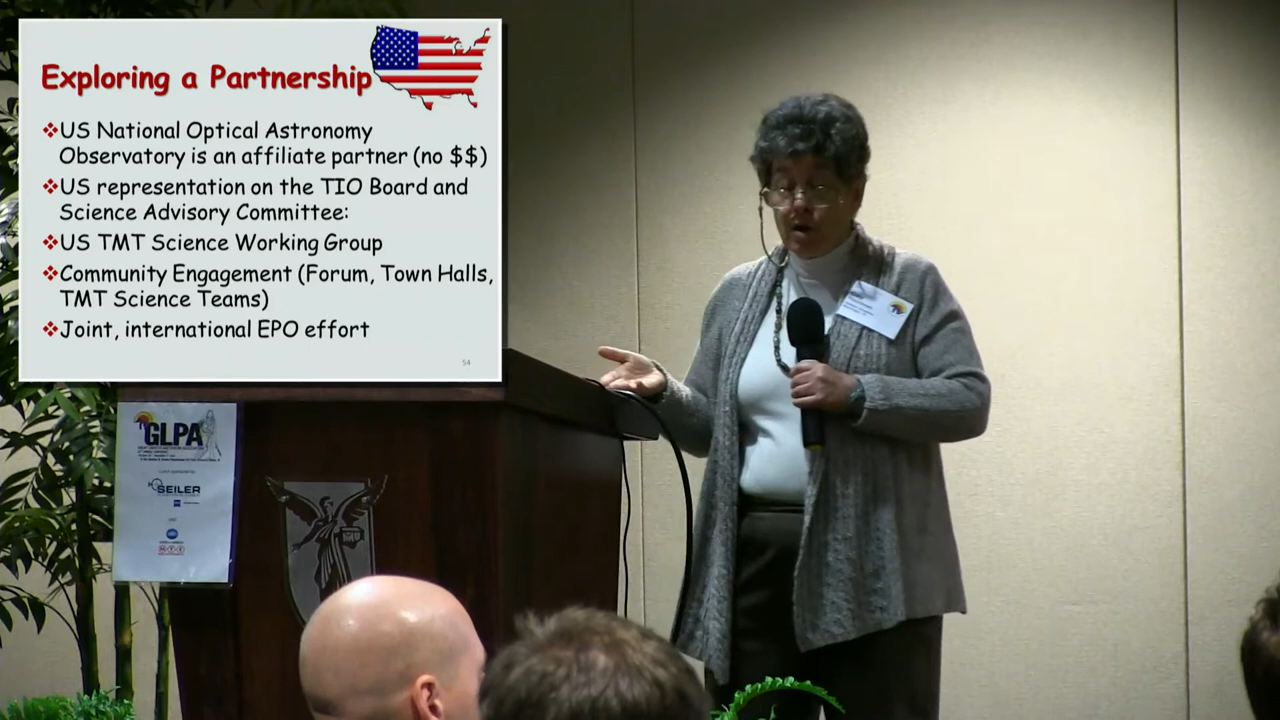 Exploring a Partnership
❖US National Optical Astronomy
Observatory is an affiliate partner (no $$)
❖US representation on the TIO Board and
Science Advisory Committee:
❖US TMT Science Working Group
❖Community Engagement (Forum, Town Halls,
TMT Science Teams)
❖Joint, international EPO effort
54
GLPA
SEILER